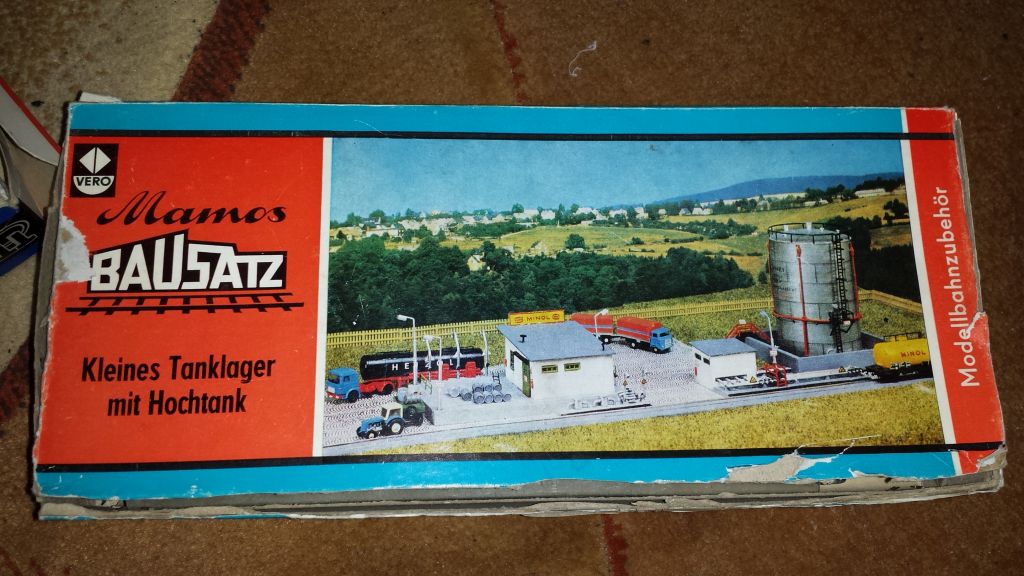 VERO
Mamos
BAUSATZ
Kleines Tanklager
mit Hochtank
MINOL
MINOL
Modellbahnzubehör